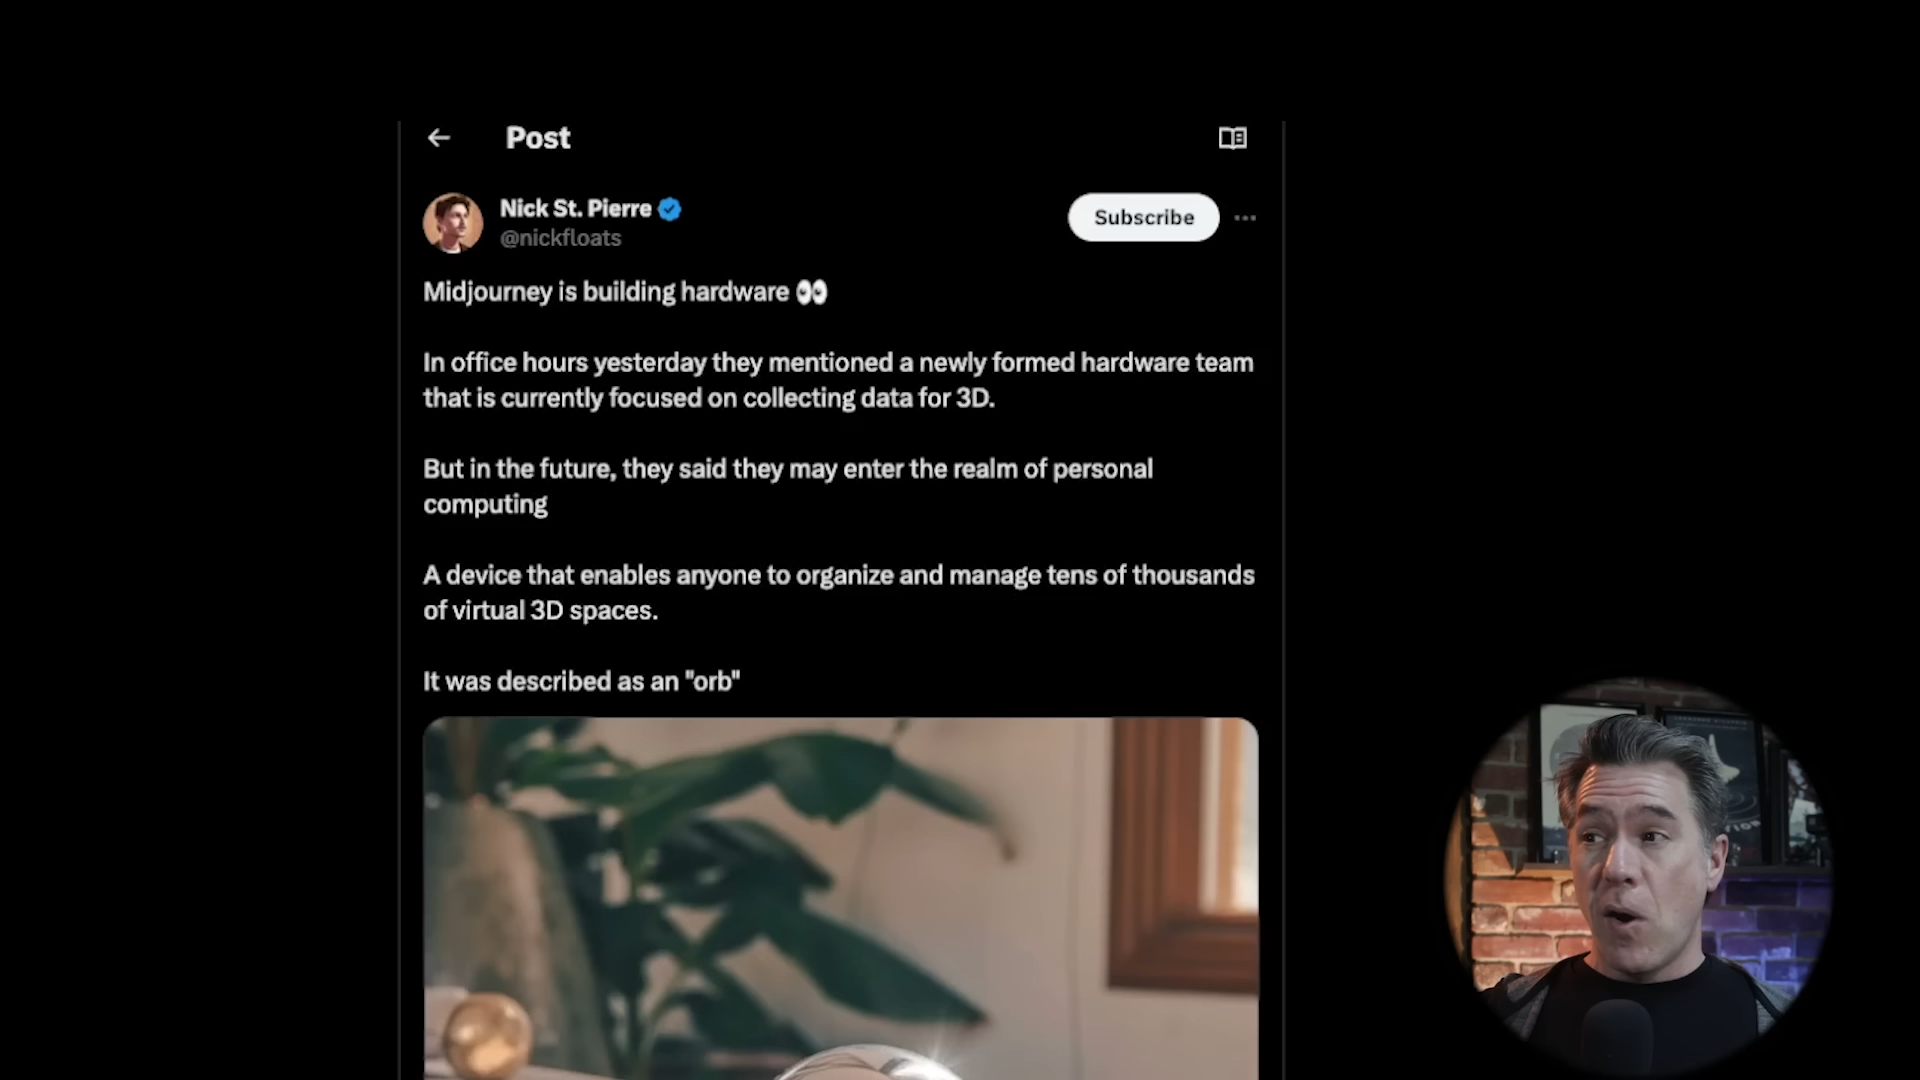 Post
Nick St. Pierre
@nickfloats
Subscribe
Midjourney is building hardware 👀
In office hours yesterday they mentioned a newly formed hardware team
that is currently focused on collecting data for 3D.
But in the future, they said they may enter the realm of personal
computing
A device that enables anyone to organize and manage tens of thousands
of virtual 3D spaces.
It was described as an "orb"